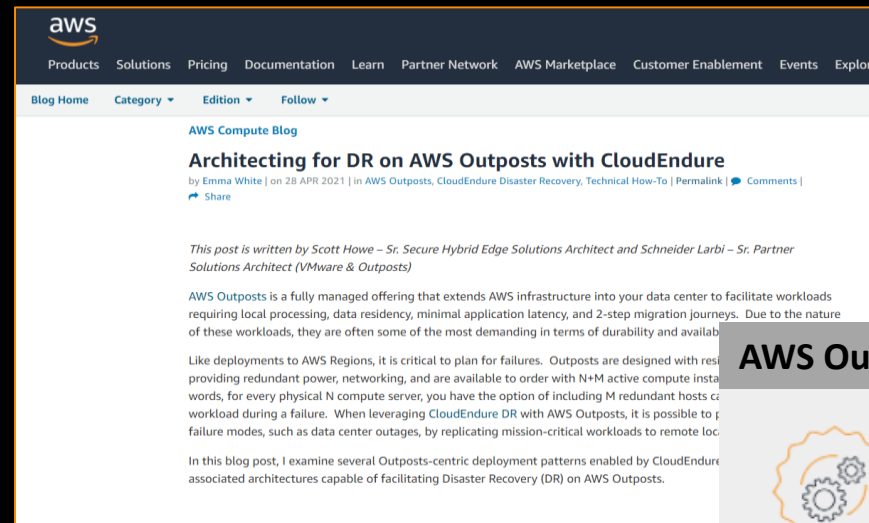 aws
Products Solutions Pricing Documentation Learn Partner Network AWS Marketplace Customer Enablement Events
Blog Home Category Edition Follow
AWS Compute Blog
Architecting for DR on AWS Outposts with CloudEndure
by Emma White | on 28 APR 2021 | in AWS Outposts, CloudEndure Disaster Recovery, Technical How-To | Permalink | Comments |
Share
This post is written by Scott Howe – Sr. Secure Hybrid Edge Solutions Architect and Schneider Larbi – Sr. Partner
Solutions Architect (VMware & Outposts)
AWS Outposts is a fully managed offering that extends AWS infrastructure into your data center to facilitate workloads
requiring local processing, data residency, minimal application latency, and 2-step migration journeys. Due to the nature
of these workloads, they are often some of the most demanding in terms of durability and
Like deployments to AWS Regions, it is critical to plan for failures. Outposts are designed with
providing redundant power, networking, and are available to order with N+M active compute
words, for every physical N compute server, you have the option of including M redundant hosts
workload during a failure. When leveraging CloudEndure DR with AWS Outposts, it is possible to
failure modes, such as data center outages, by replicating mission-critical workloads to remote
In this blog post, I examine several Outposts-centric deployment patterns enabled by CloudEndure
associated architectures capable of facilitating Disaster Recovery (DR) on AWS Outposts.
AWS